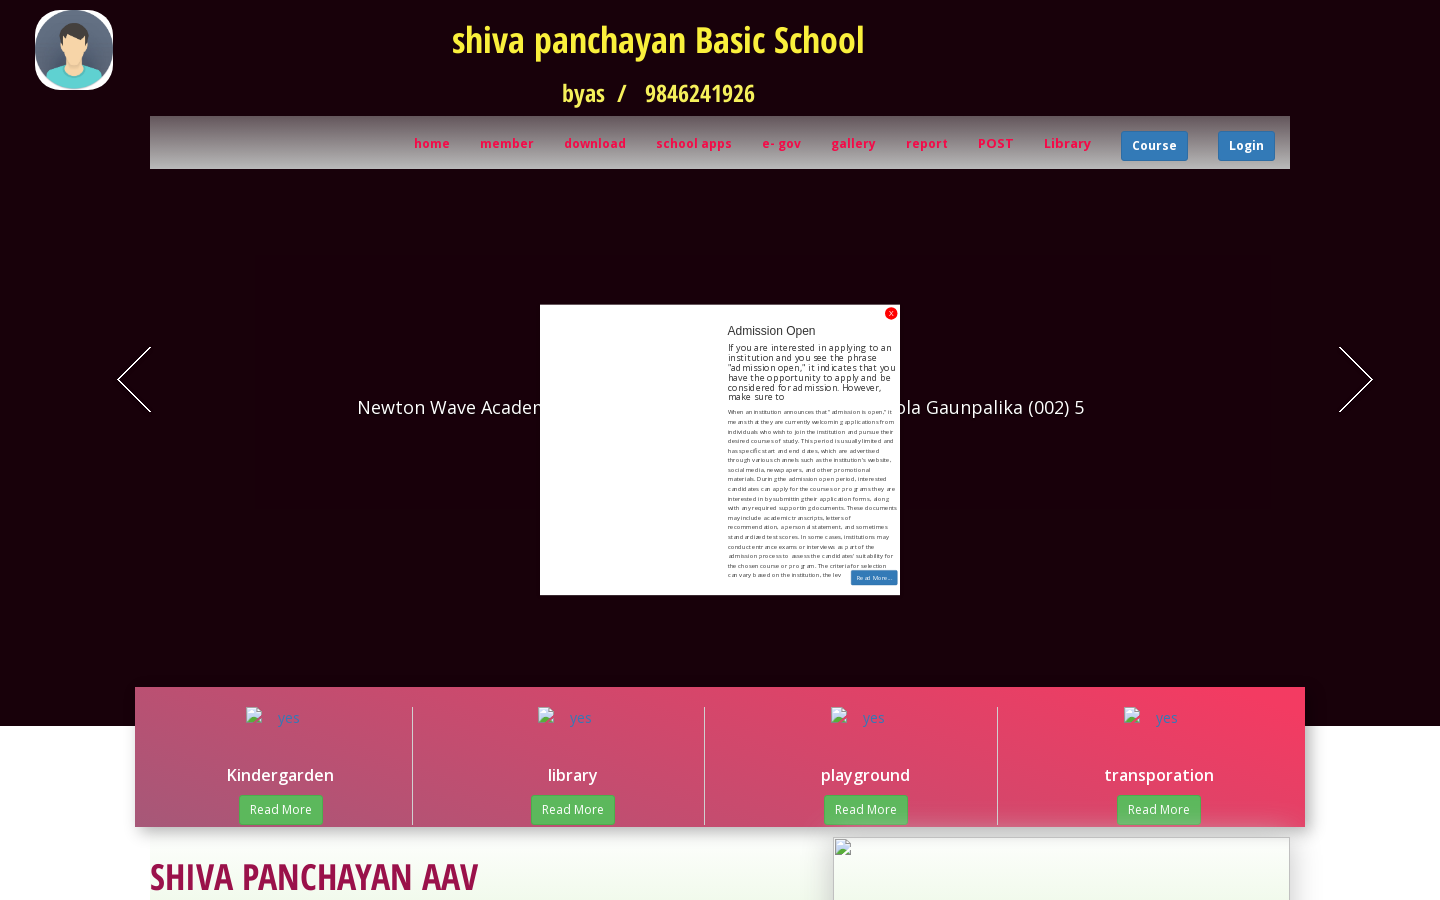 shiva panchayan Basic School
byas / 9846241926
home member download school apps e- gov gallery report POST Library Course Login
X
Admission Open
If you are interested in applying to an
institution and you see the phrase
"admission open," it indicates that you
have the opportunity to apply and be
considered for admission. However,
make sure to
When an institution announces that "admission is open," it
means that they are currently welcoming applications from
individuals who wish to join the institution and pursue their
desired courses of study. This period is usually limited and
has specific start and end dates, which are advertised
through various channels such as the institution's website,
social media, newspapers, and other promotional
materials. During the admission open period, interested
candidates can apply for the courses or programs they are
interested in by submitting their application forms, along
with any required supporting documents. These documents
may include academic transcripts, letters of
recommendation, a personal statement, and sometimes
standardized test scores. In some cases, institutions may
conduct entrance exams or interviews as part of the
admission process to assess the candidates' suitability for
the chosen course or program. The criteria for selection
can vary based on the institution, the lev
Read More...
Newton Wave Academ
ola Gaunpalika (002) 5
yes yes yes yes
Kindergarden library playground transporation
Read More Read More Read More Read More
SHIVA PANCHAYAN AAV